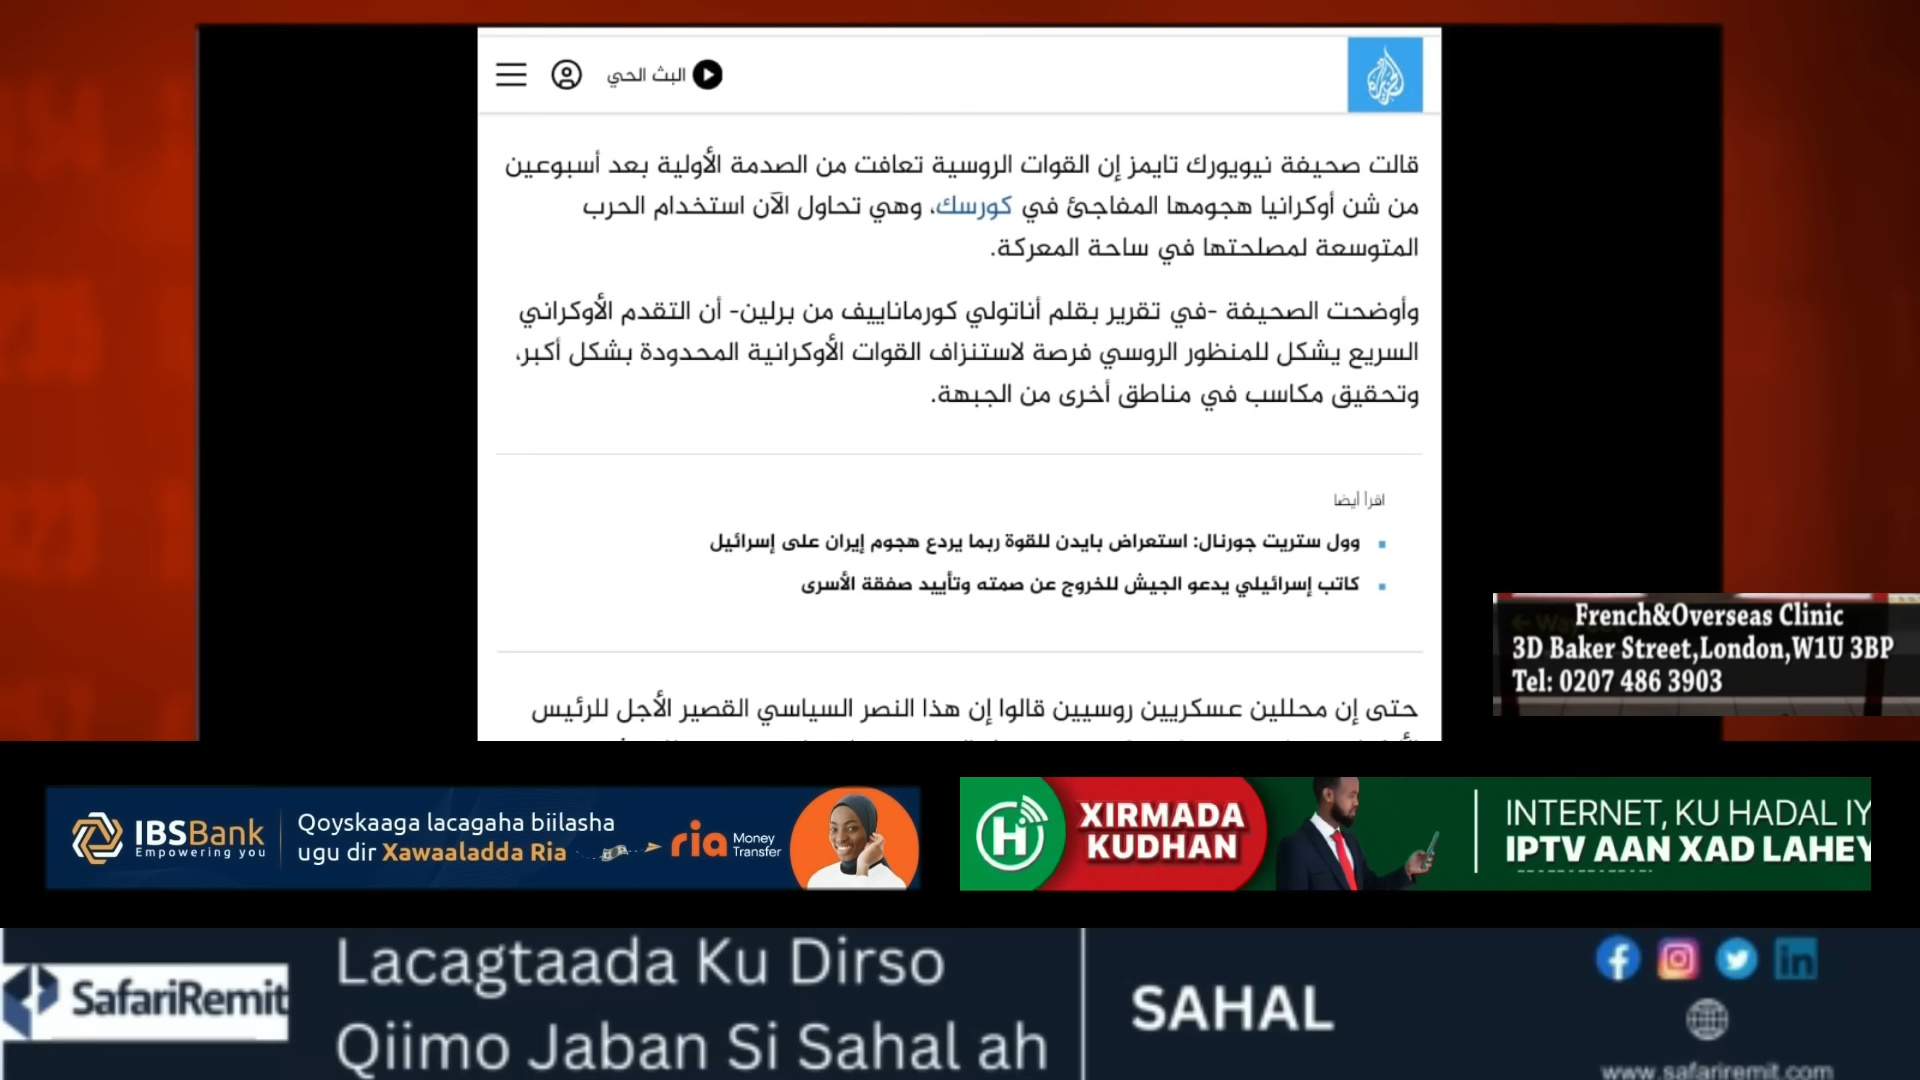 البث الحي
قالت صحيفة نيويورك تايمز إن القوات الروسية تعافت من الصدمة الأولية بعد أسبوعين
من شن أوكرانيا هجومها المفاجئ في كورسك، وهي تحاول الآن استخدام الحرب
المتوسعة لمصلحتها في ساحة المعركة.
وأوضحت الصحيفة -في تقرير بقلم أناتولي كورماناييف من برلين- أن التقدم الأوكراني
السريع يشكل للمنظور الروسي فرصة لاستنزاف القوات الأوكرانية المحدودة بشكل أكبر،
وتحقيق مكاسب في مناطق أخرى من الجبهة.
اقرأ أيضا
وول ستريت جورنال: استعراض بايدن للقوة ربما يردع هجوم إيران على إسرائيل
كاتب إسرائيلي يدعو الجيش للخروج عن صمته وتأييد صفقة الأسرى
حتى إن محللين عسكريين روسيين قالوا إن هذا النصر السياسي القصير الأجل للرئيس
French&Overseas Clinic
3D Baker Street,London,W1U 3BP
Tel: 0207 486 3903
IBSBank
Empowering you
Qoyskaaga lacagaha biilasha
ugu dir Xawaaladda Ria
ria Money
Transfer
H
XIRMADA
KUDHAN
INTERNET, KU HADAL IY
IPTV AAN XAD LAHEY
SafariRemit
Lacagtaada Ku Dirso
Qiimo Jaban Si Sahal ah
SAHAL
www.safariremit.com